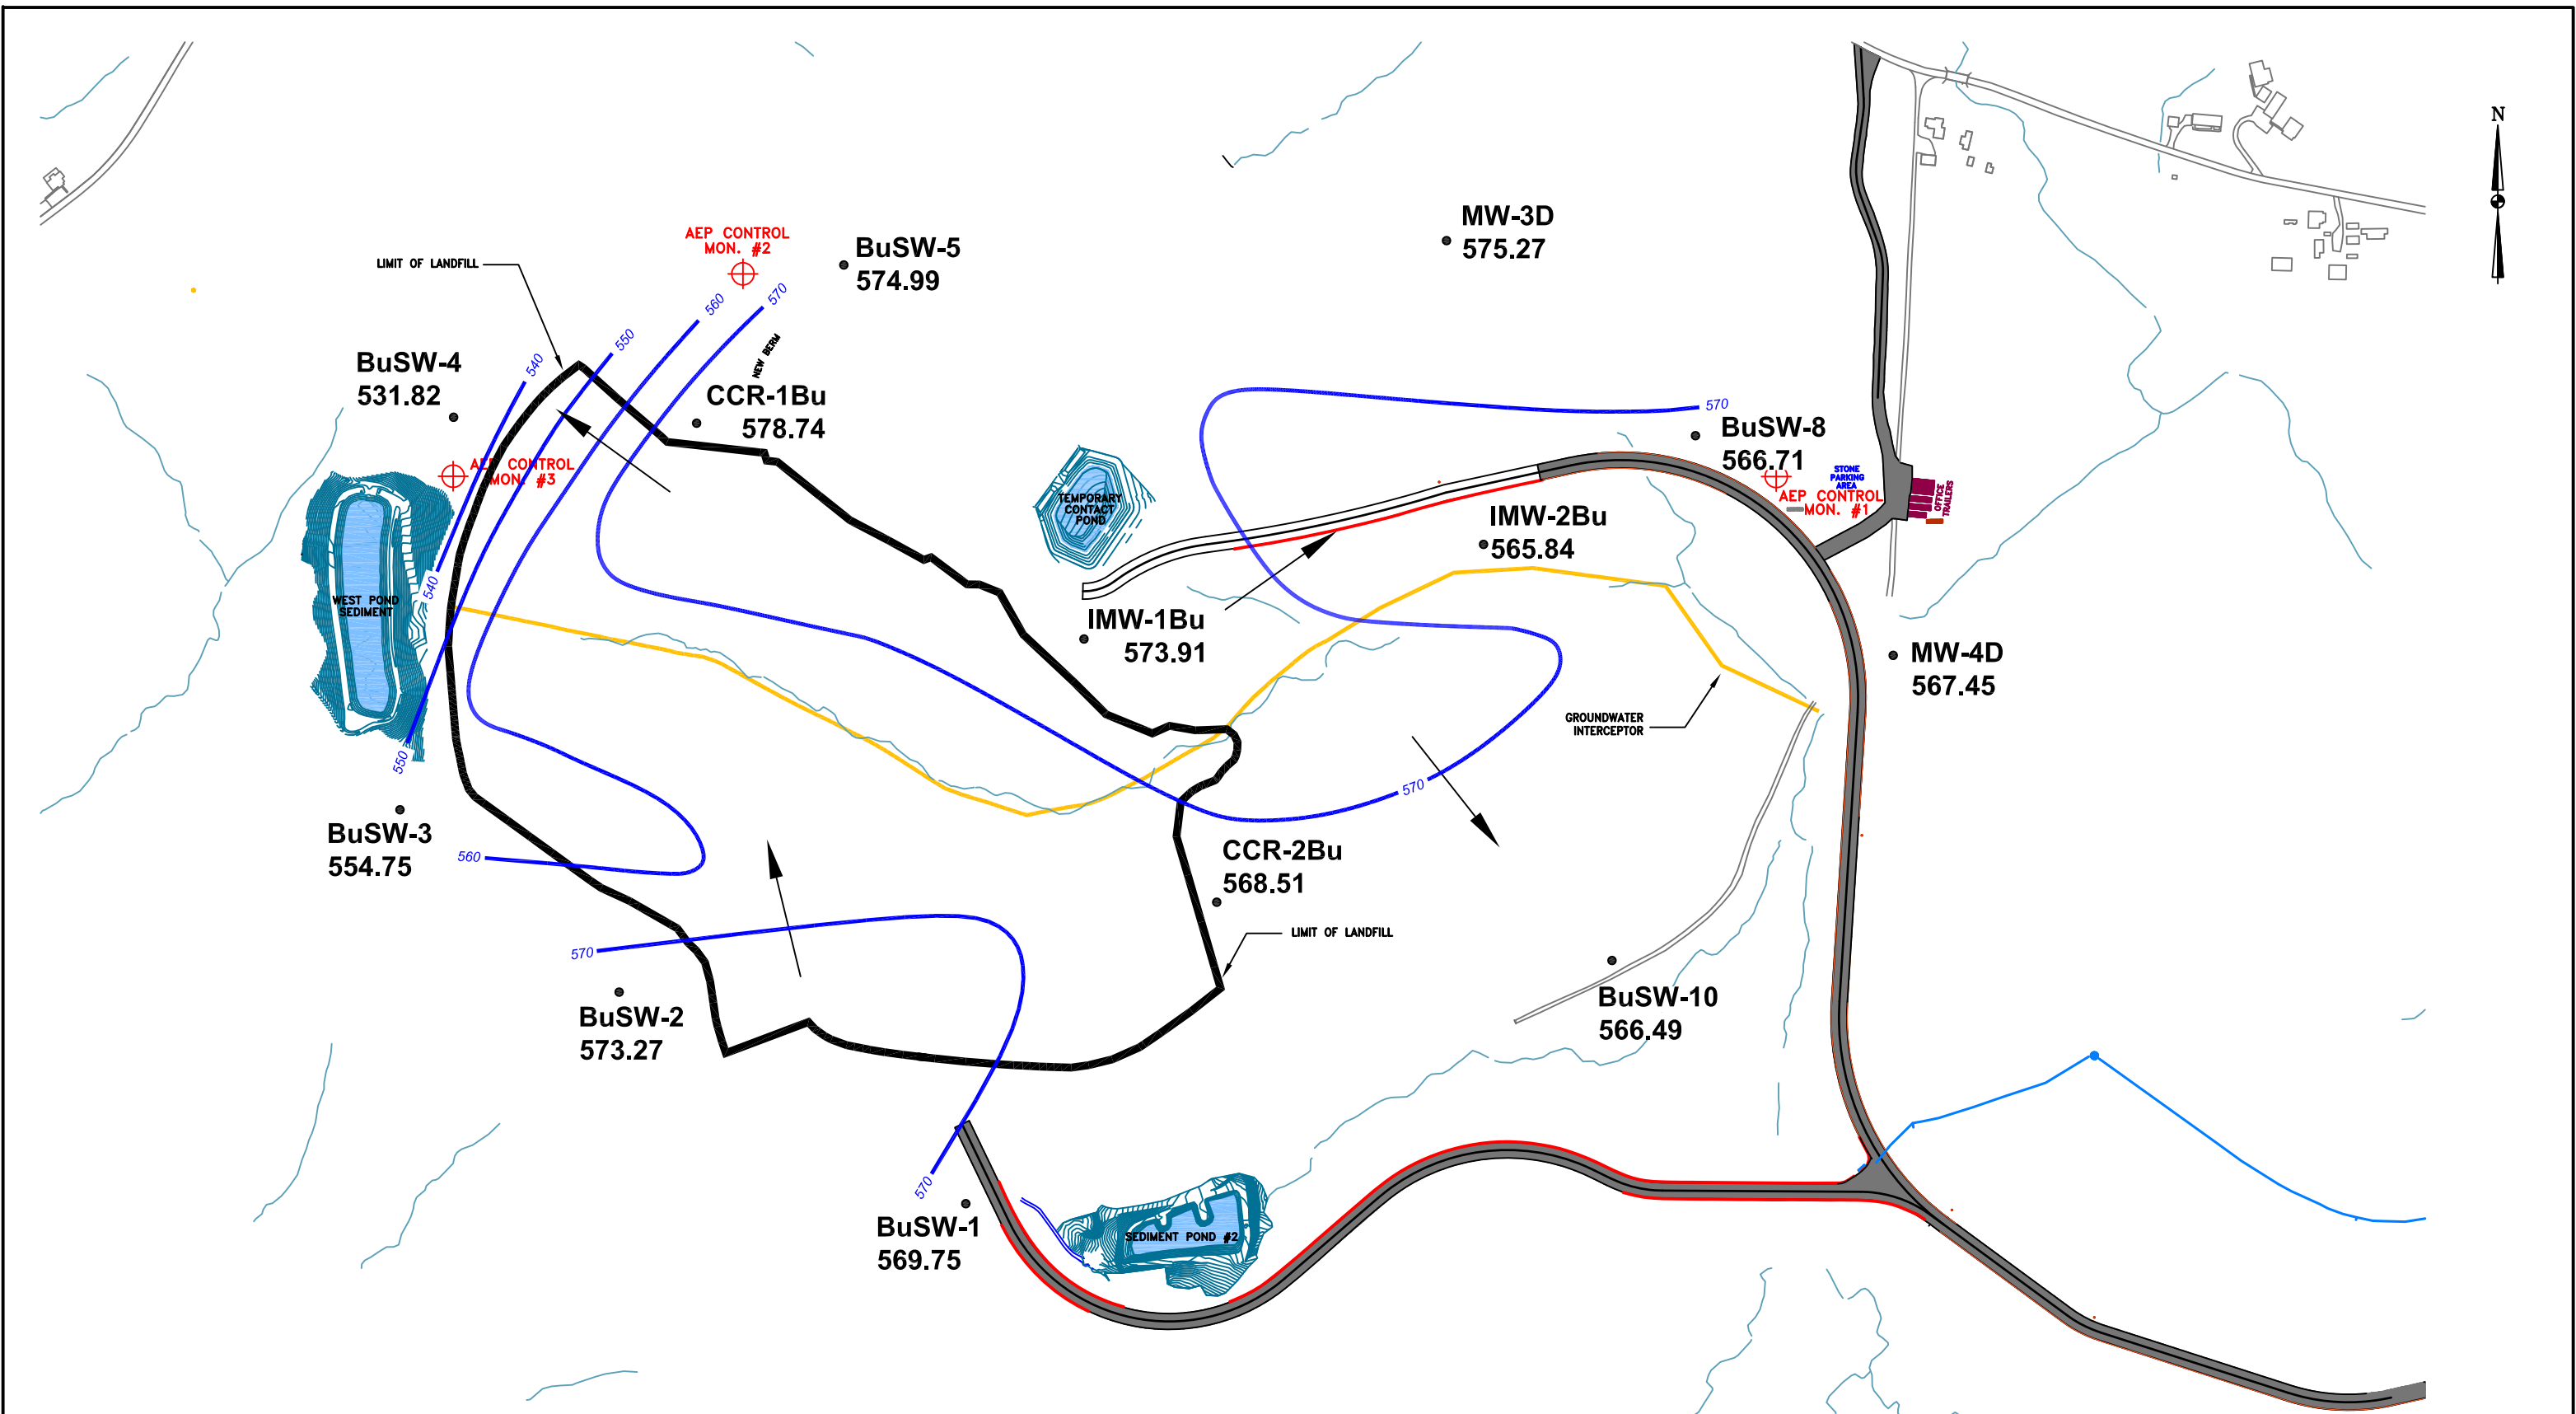 N
MW-3D
575.27
AEP CONTROL
MON. #2
BuSW-5
574.99
LIMIT OF LANDFILL
570
560
550
540
NEW BERM
BuSW-4
531.82
CCR-1Bu
578.74
570
BuSW-8
566.71
AEP CONTROL
MON. #3
STONE
PARKING
AREA
OFFICE
TRAILERS
AEP CONTROL
MON. #1
TEMPORARY
CONTACT
POND
IMW-2Bu
565.84
540
WEST POND
SEDIMENT
IMW-1Bu
573.91
MW-4D
567.45
GROUNDWATER
INTERCEPTOR
550
570
BuSW-3
554.75
560
CCR-2Bu
568.51
LIMIT OF LANDFILL
570
BuSW-2
573.27
BuSW-10
566.49
570
BuSW-1
569.75
SEDIMENT POND #2